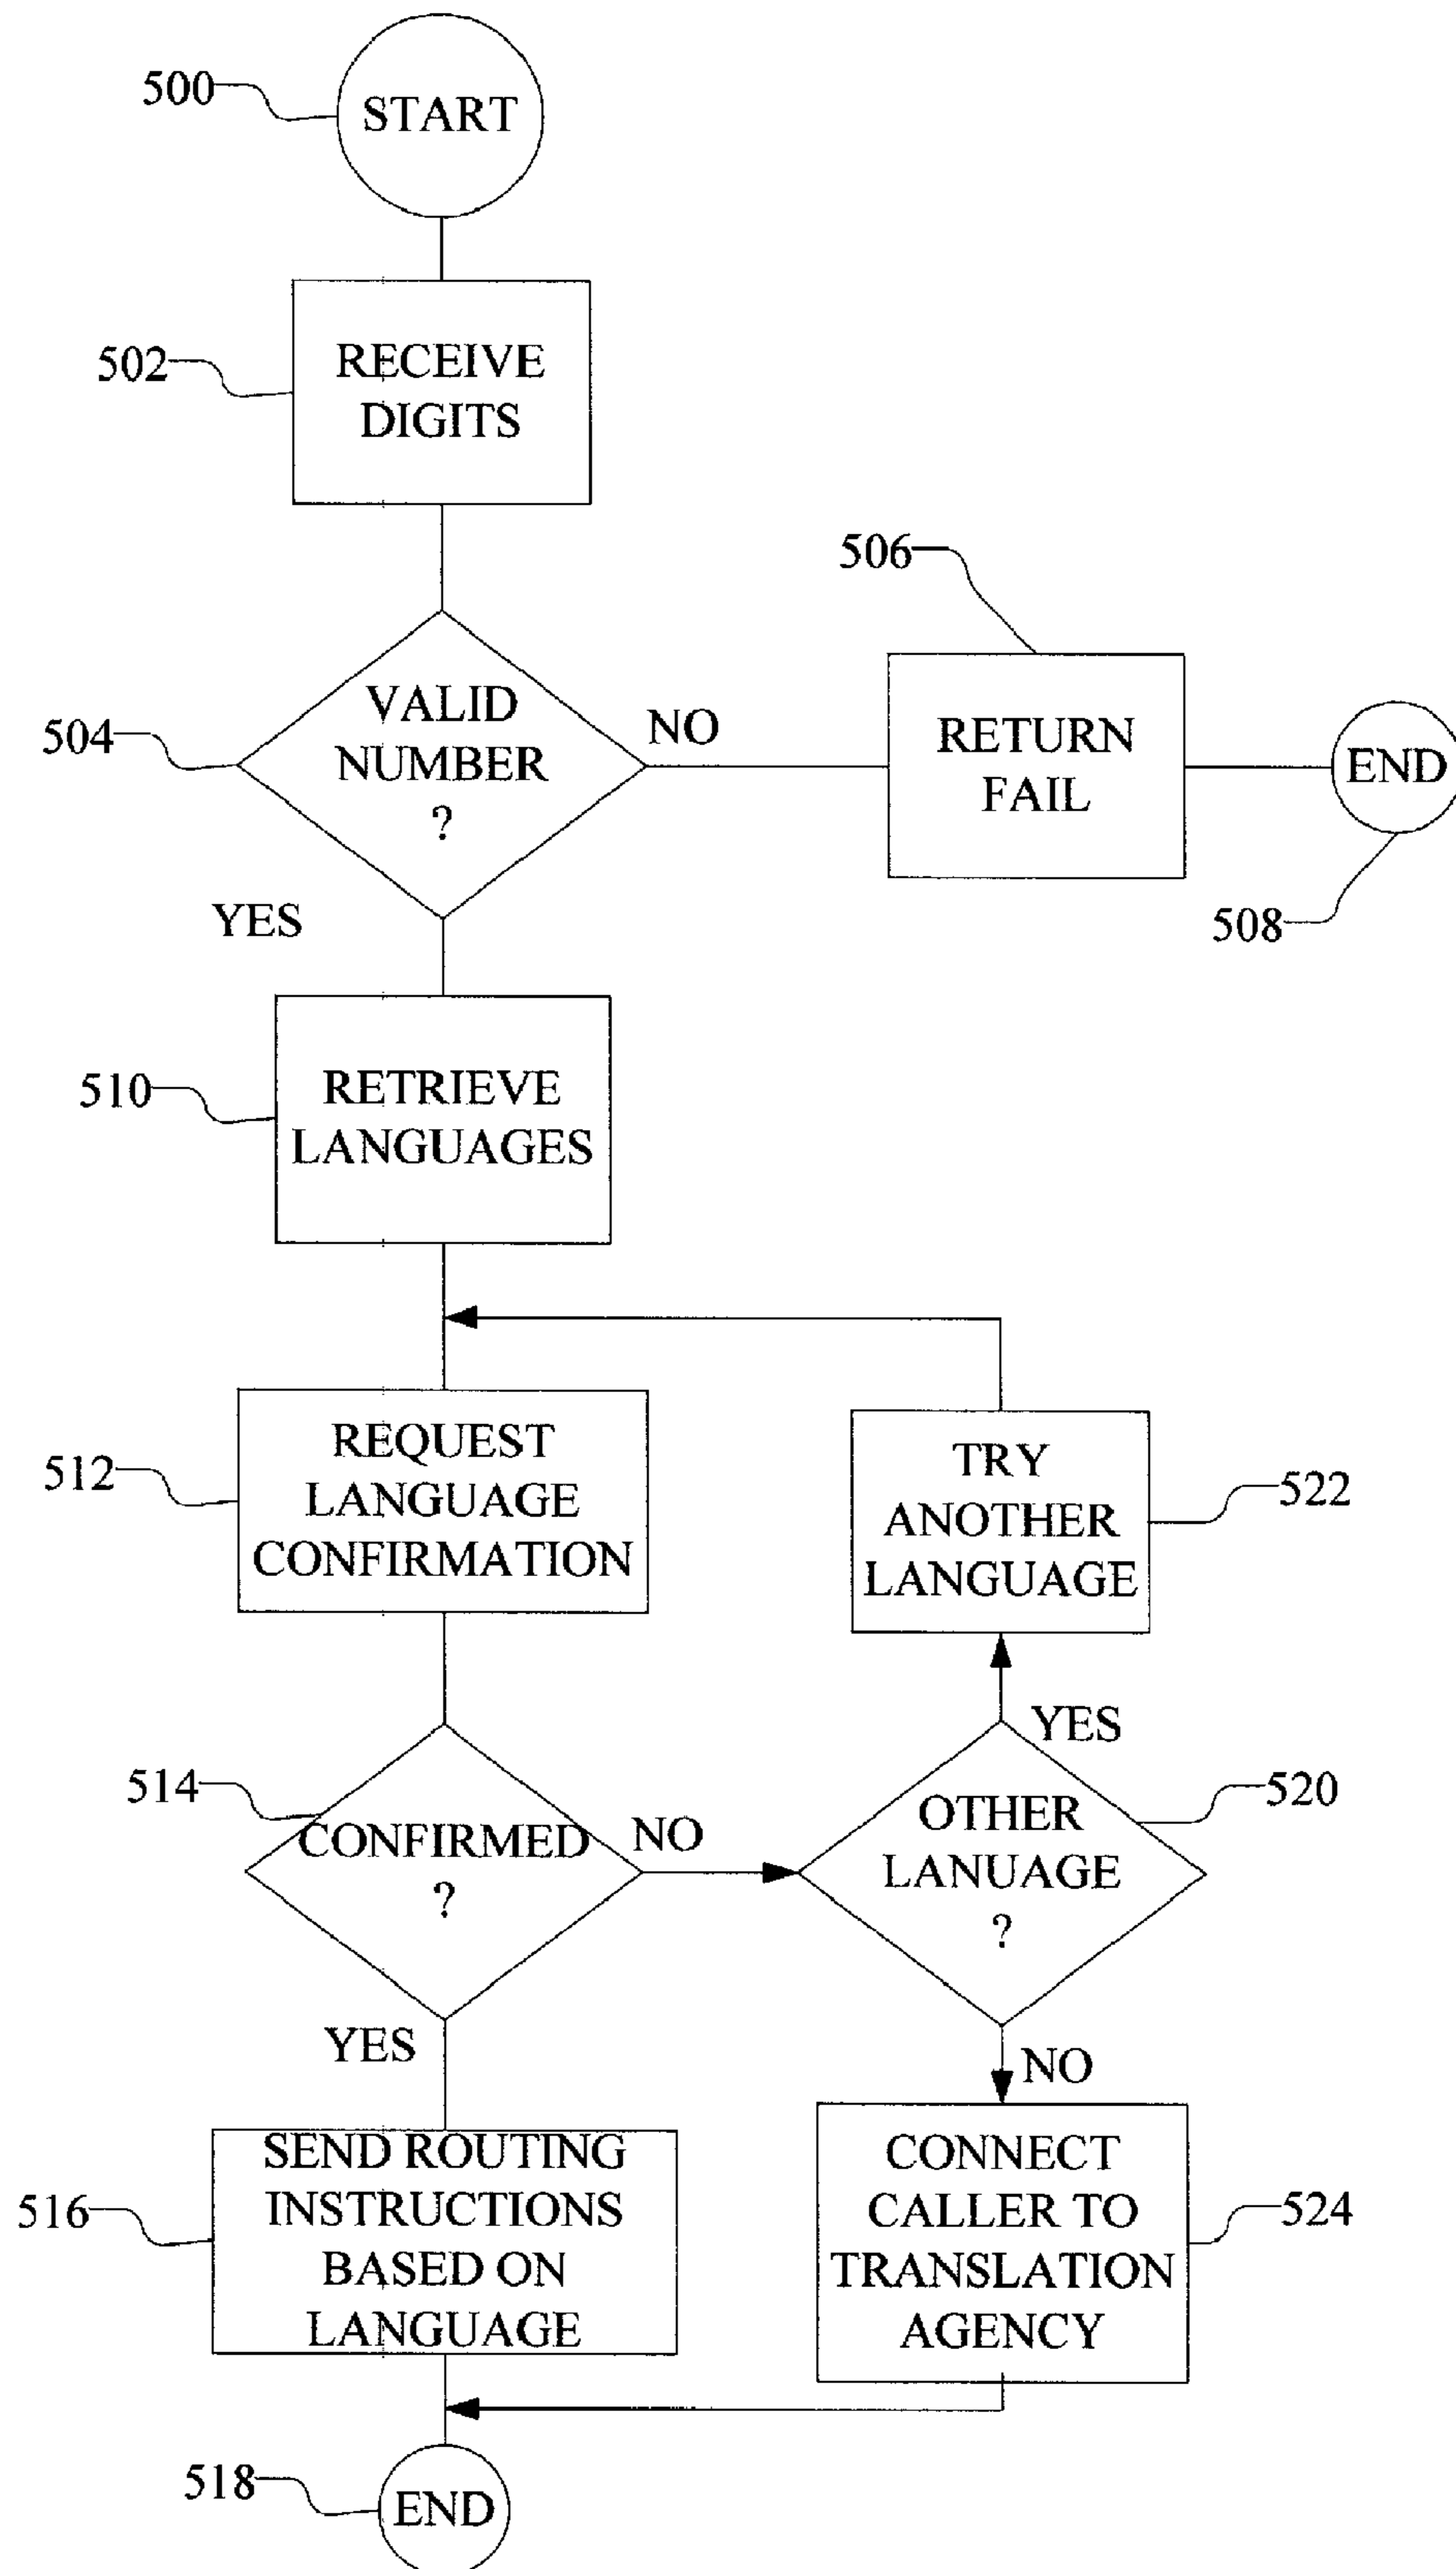 500
START
502
RECEIVE
DIGITS
504
VALID
NUMBER
?
NO
506
RETURN
FAIL
END
508
YES
510
RETRIEVE
LANGUAGES
512
REQUEST
LANGUAGE
CONFIRMATION
TRY
ANOTHER
LANGUAGE
522
514
CONFIRMED
?
NO
YES
OTHER
LANUAGE
?
520
YES
NO
516
SEND ROUTING
INSTRUCTIONS
BASED ON
LANGUAGE
CONNECT
CALLER TO
TRANSLATION
AGENCY
524
518
END